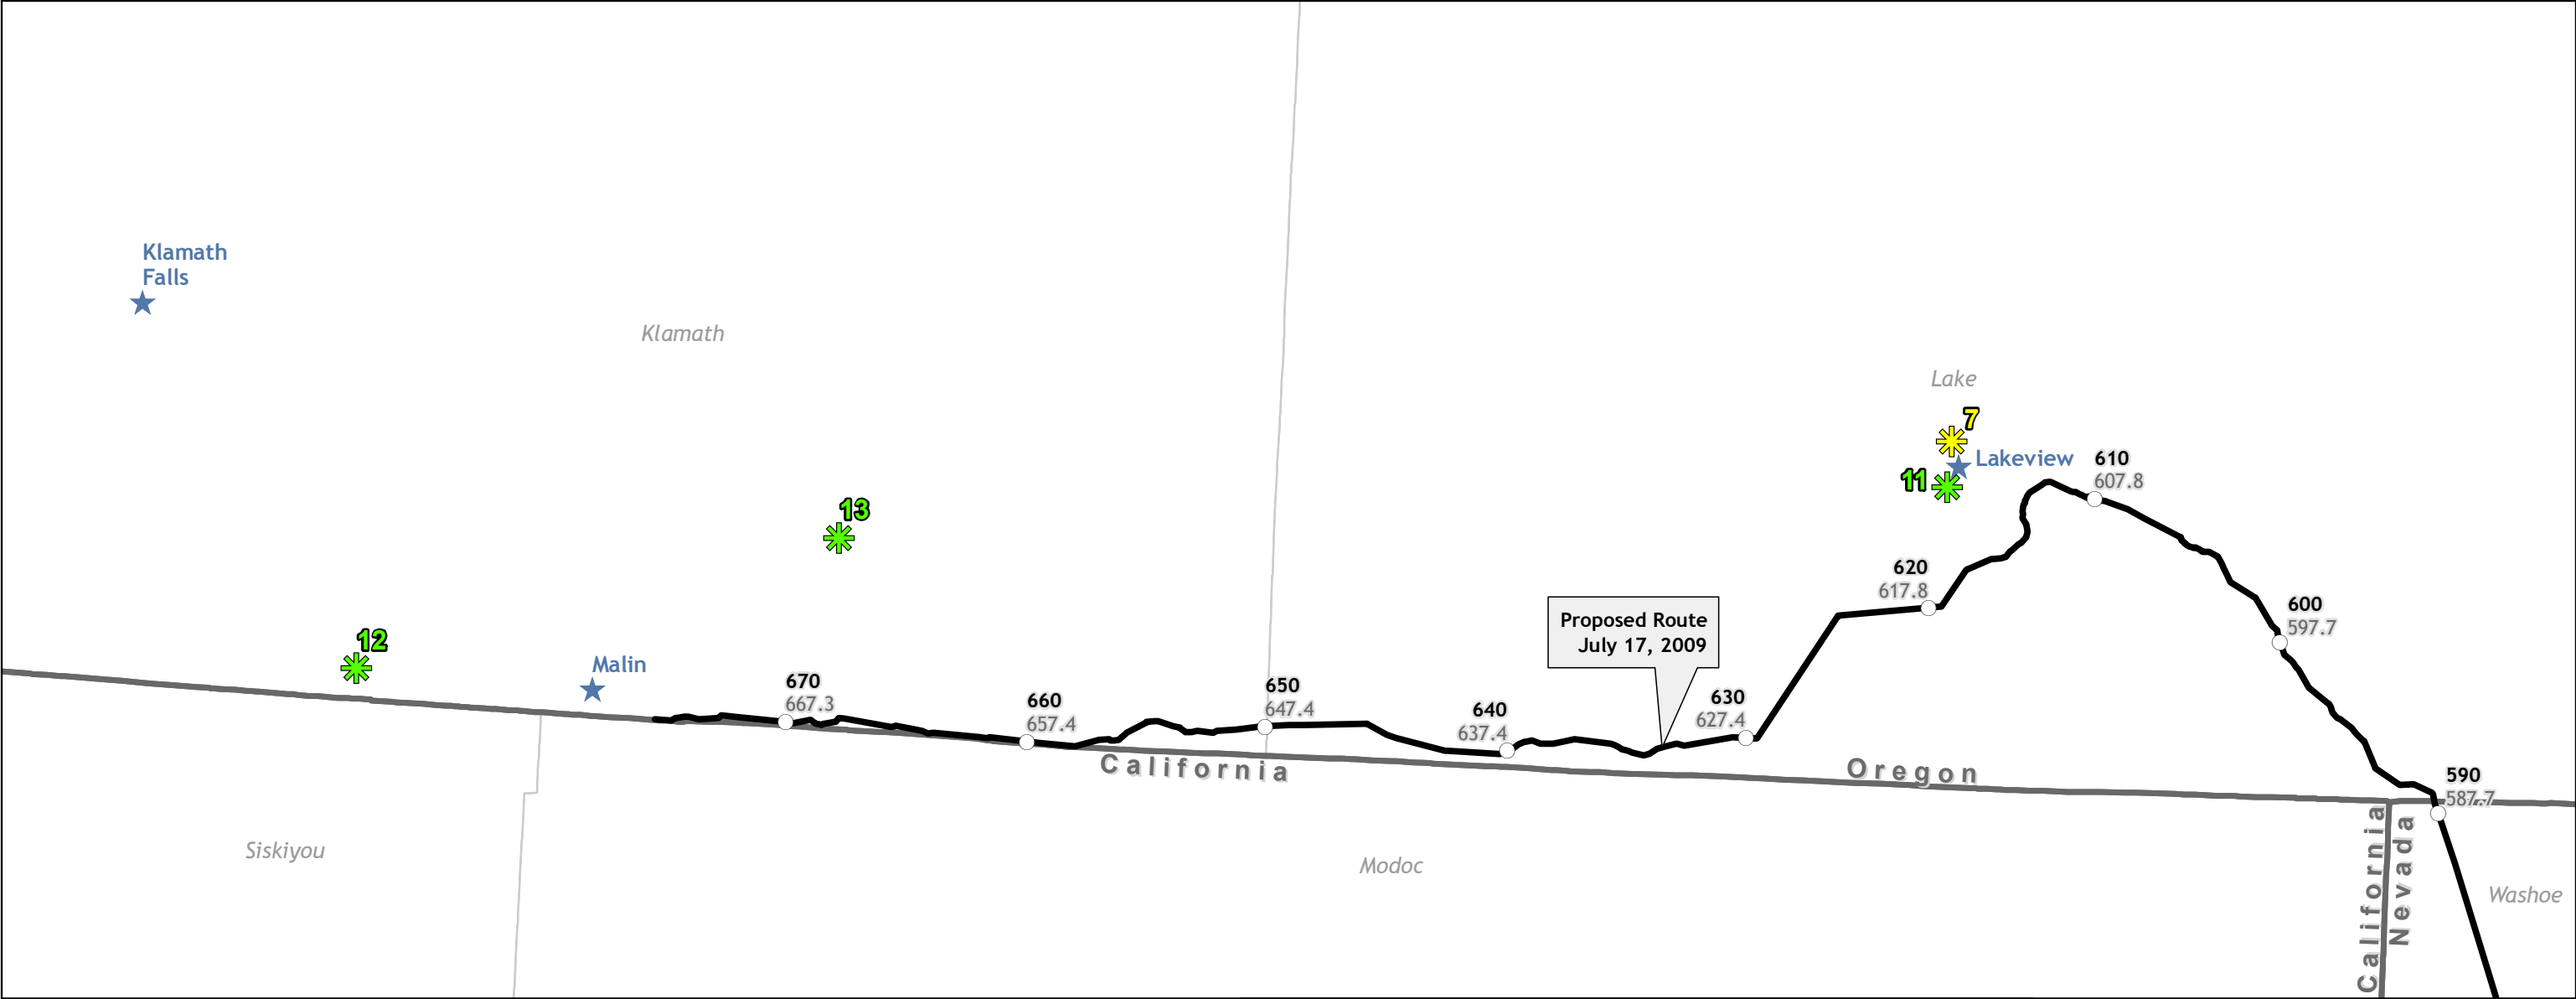 Klamath
Falls
Klamath
Lake
7
Lakeview
11
610
607.8
13
620
617.8
600
597.7
Proposed Route
July 17, 2009
12
Malin
670
667.3
660
657.4
650
647.4
640
637.4
630
627.4
California
Oregon
590
587.7
California
Nevada
Siskiyou
Modoc
Washoe